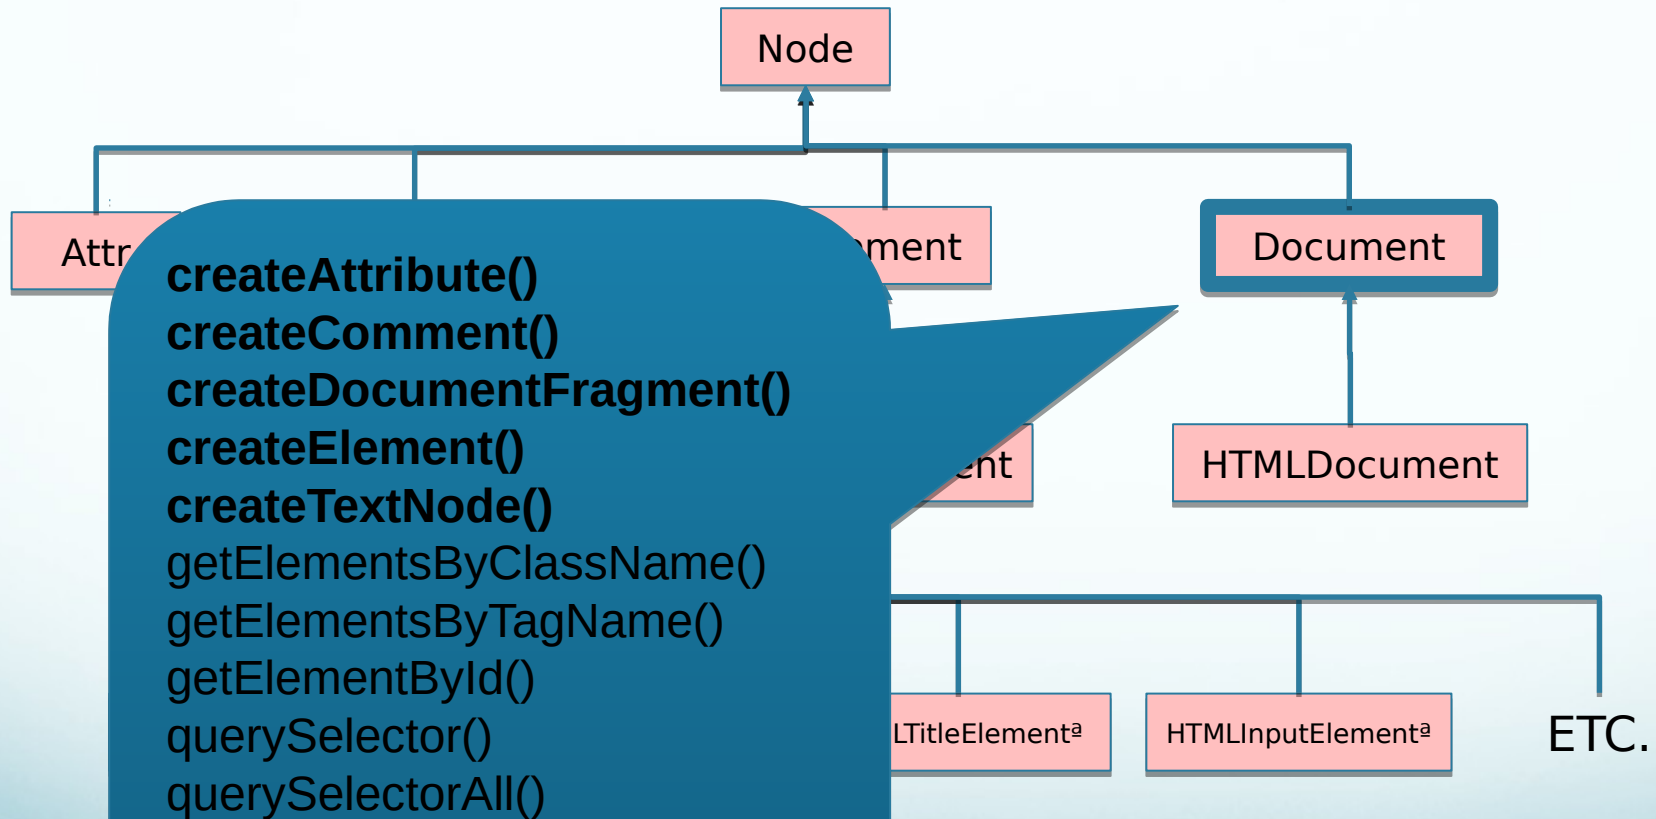 Node
Attr
ment
Document
createAttribute()
createComment()
createDocumentFragment()
createElement()
createTextNode()
getElementsByClassName()
getElementsByTagName()
getElementById()
querySelector()
querySelectorAll()
ent
HTMLDocument
LTitleElementª
HTMLInputElementª
ETC.